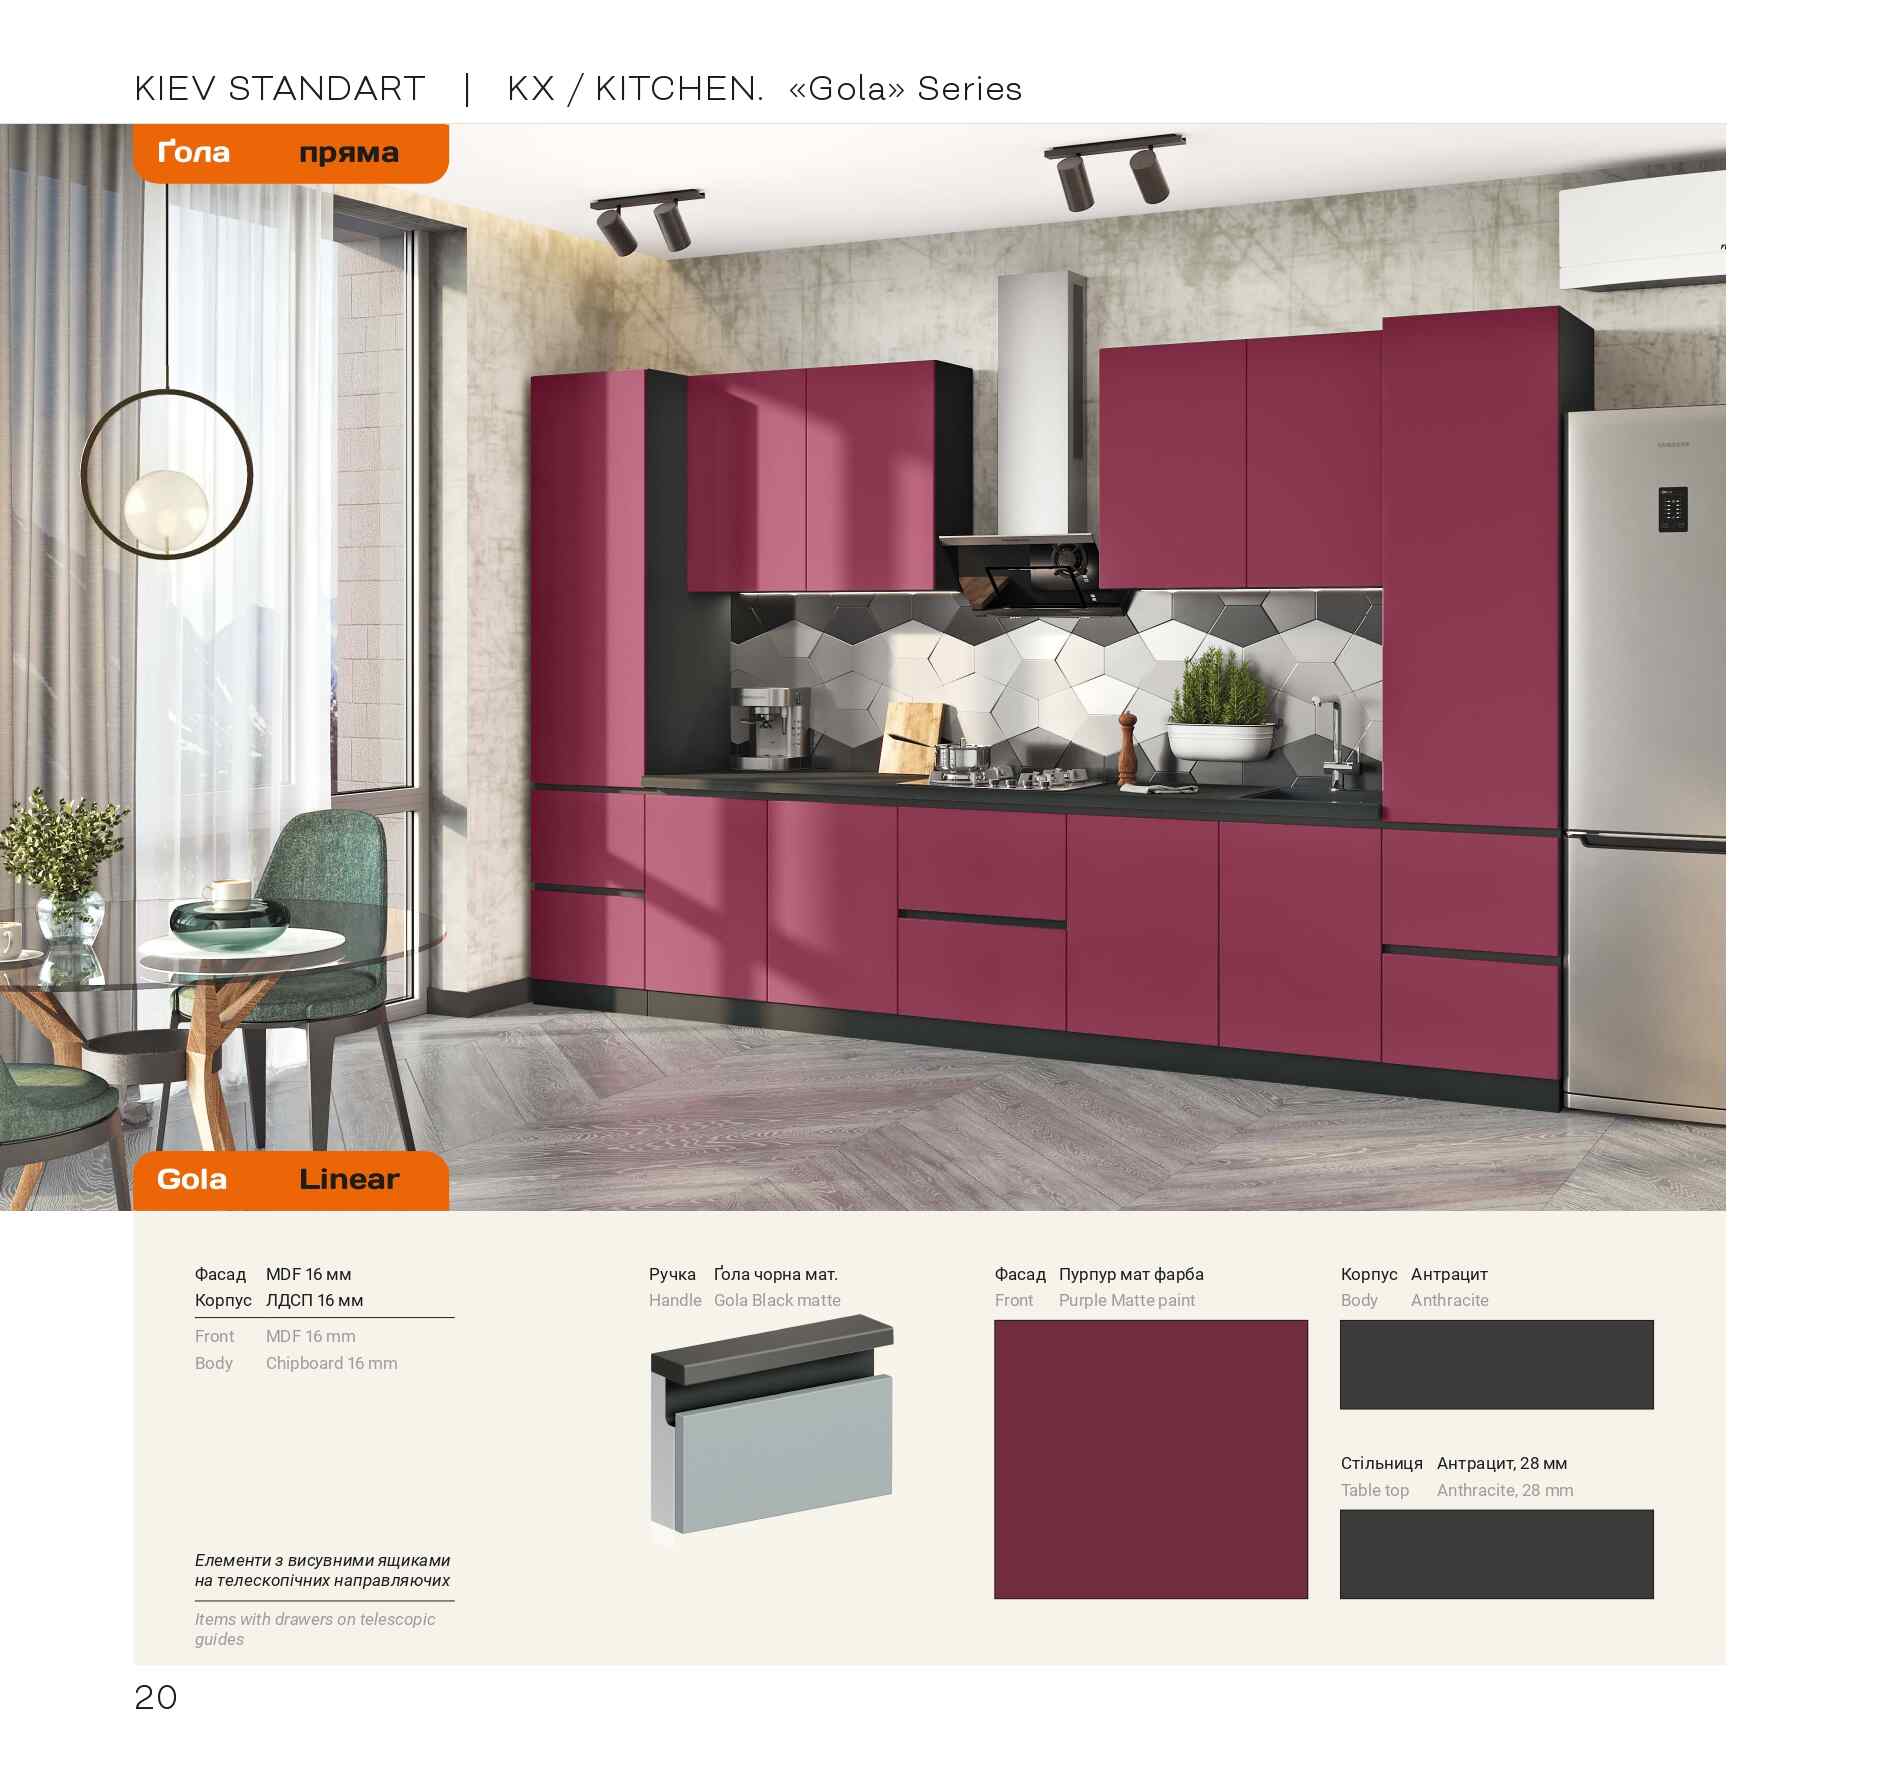 KIEV STANDART | KX / KITCHEN. «Gola» Series
Ґола пряма
SAMSUNG
Gola Linear
Фасад MDF 16 мм
Корпус ЛДСП 16 мм
Front MDF 16 mm
Body Chipboard 16 mm
Елементи з висувними ящиками
на телескопічних направляючих
Items with drawers on telescopic
guides
Ручка Ґола чорна мат.
Handle Gola Black matte
Фасад Пурпур мат фарба
Front Purple Matte paint
Корпус Антрацит
Body Anthracite
Стільниця Антрацит, 28 мм
Table top Anthracite, 28 mm
20